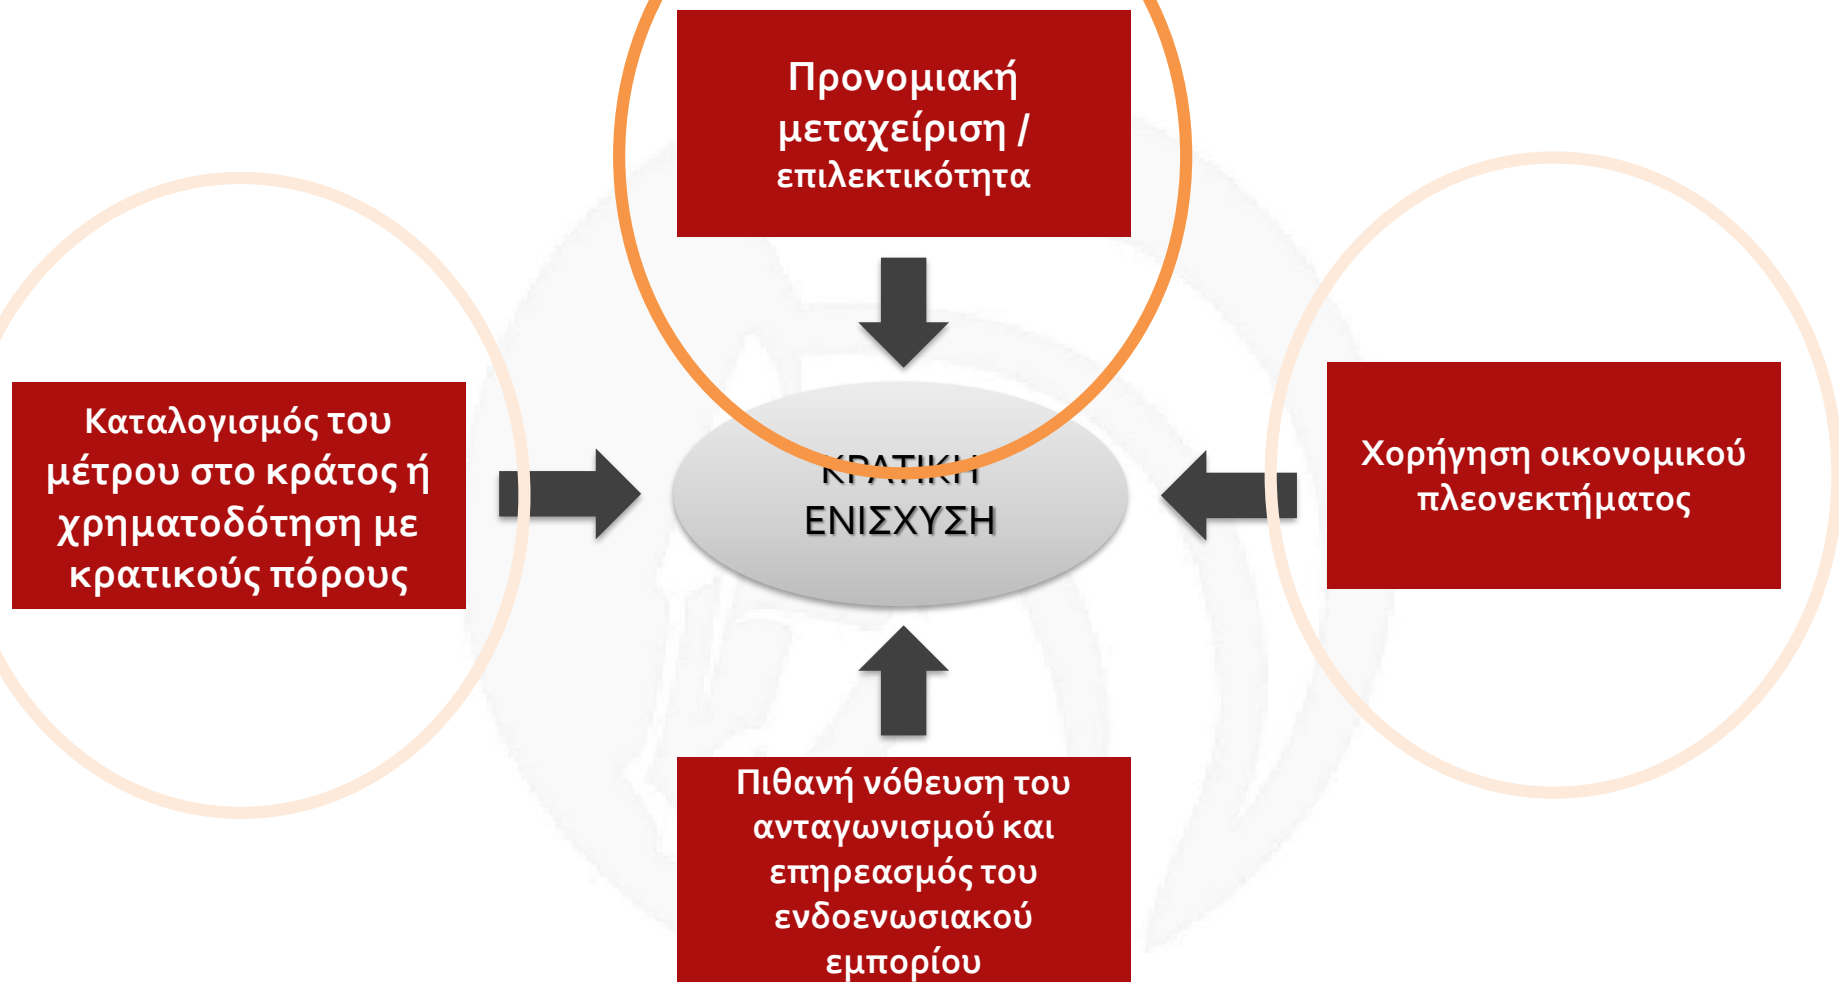 Προνομιακή
μεταχείριση /
επιλεκτικότητα
Καταλογισμός του
μέτρου στο κράτος ή
χρηματοδότηση με
κρατικούς πόρους
ΚΡΑΤΙΚΗ
ΕΝΙΣΧΥΣΗ
Χορήγηση οικονομικού
πλεονεκτήματος
Πιθανή νόθευση του
ανταγωνισμού και
επηρεασμός του
ενδοενωσιακού
εμπορίου